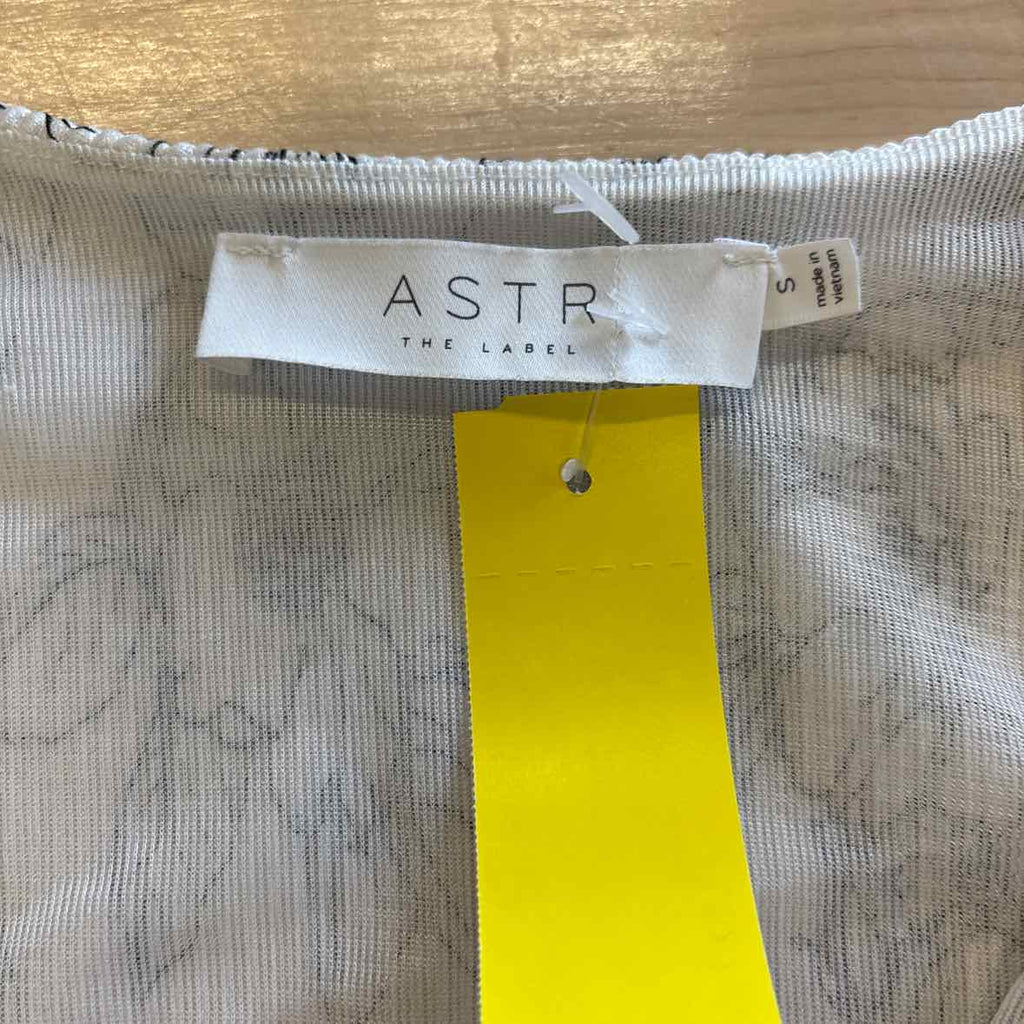 ASTR
THE LABEL
S
made in
vietnam